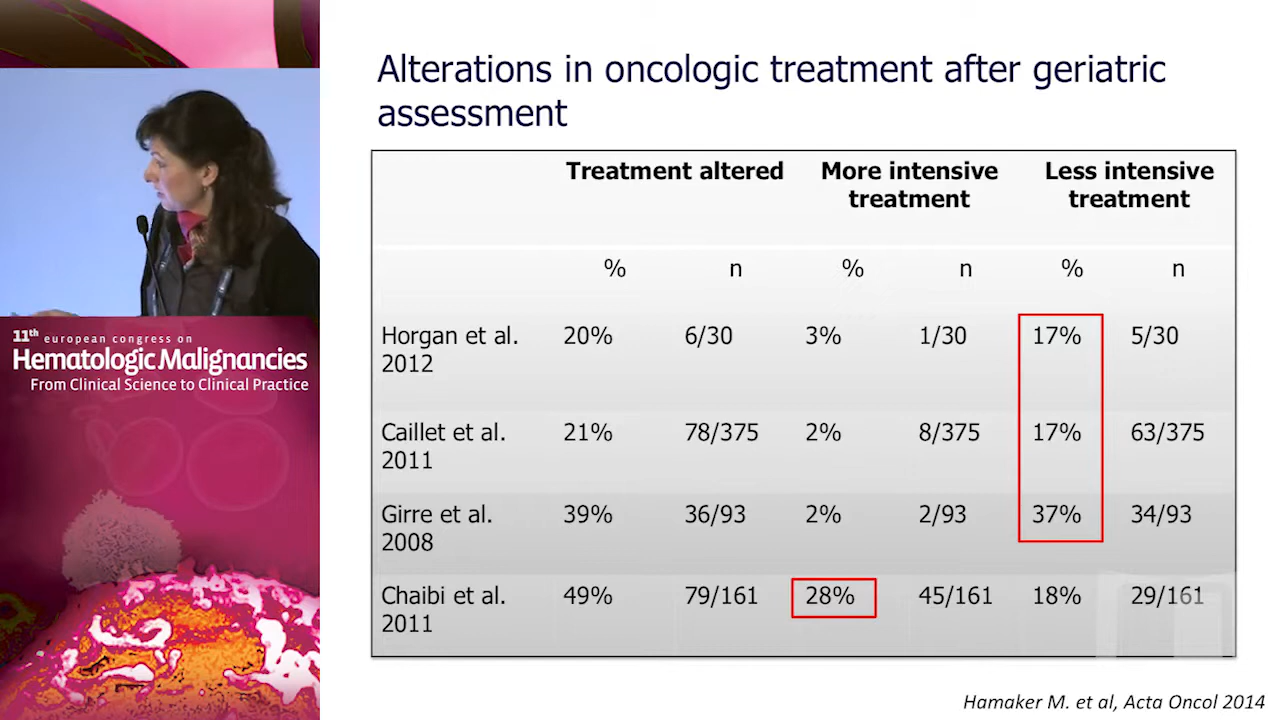 Alterations in oncologic treatment after geriatric
assessment
Treatment altered More intensive treatment Less intensive treatment
% n % n % n
Horgan et al. 2012 20% 6/30 3% 1/30 17% 5/30
Caillet et al. 2011 21% 78/375 2% 8/375 17% 63/375
Girre et al. 2008 39% 36/93 2% 2/93 37% 34/93
Chaibi et al. 2011 49% 79/161 28% 45/161 18% 29/161
Hamaker M. et al, Acta Oncol 2014
11th european congress on
Hematologic Malignancies
From Clinical Science to Clinical Practice